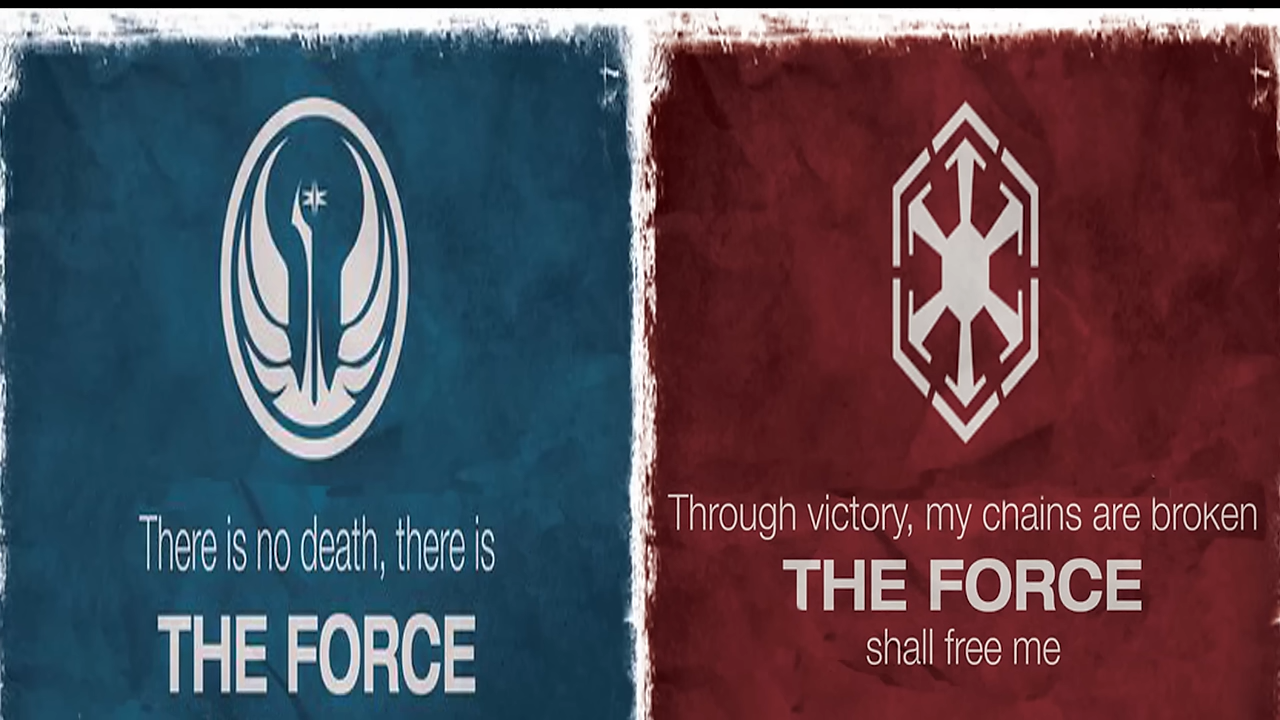 There is no death, there is
THE FORCE
Through victory, my chains are broken
THE FORCE
shall free me